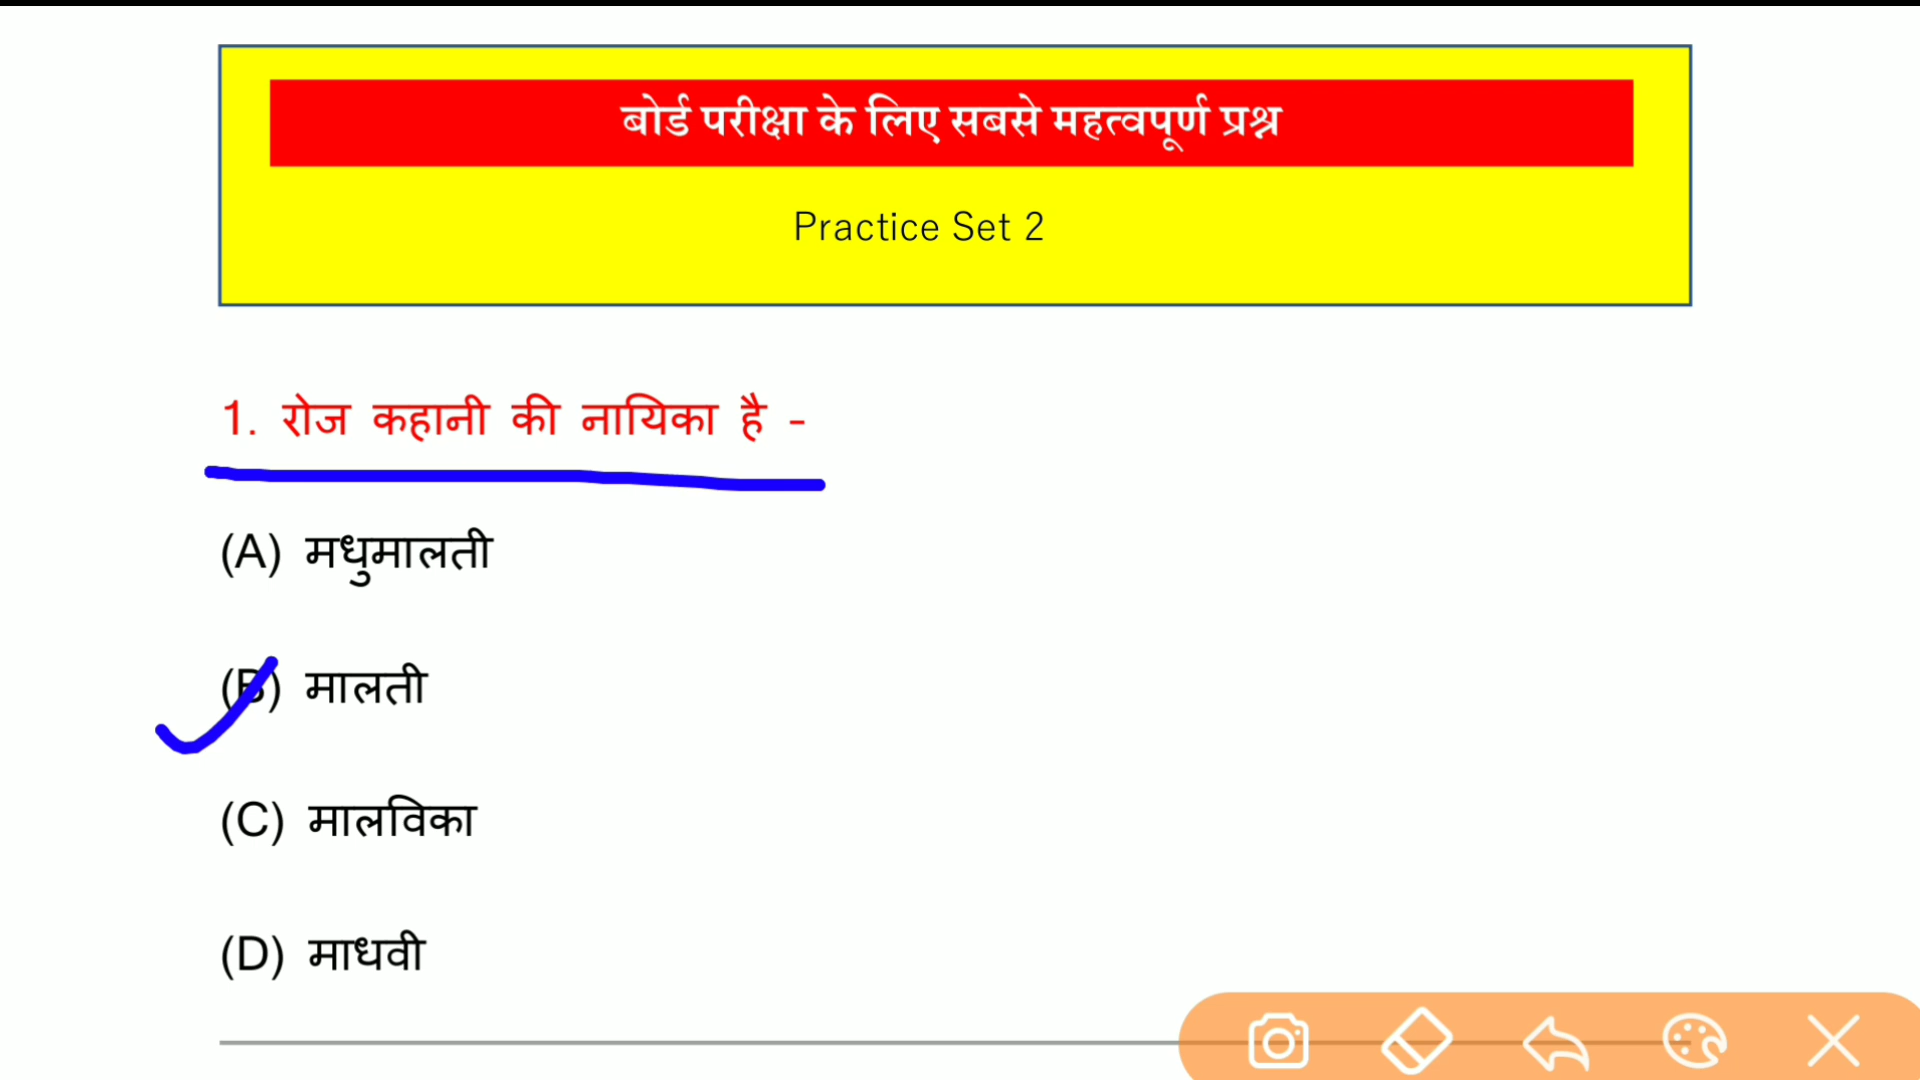 बोर्ड परीक्षा के लिए सबसे महत्वपूर्ण प्रश्न
Practice Set 2
1. रोज कहानी की नायिका है -
(A) मधुमालती
(B) मालती
(C) मालविका
(D) माधवी